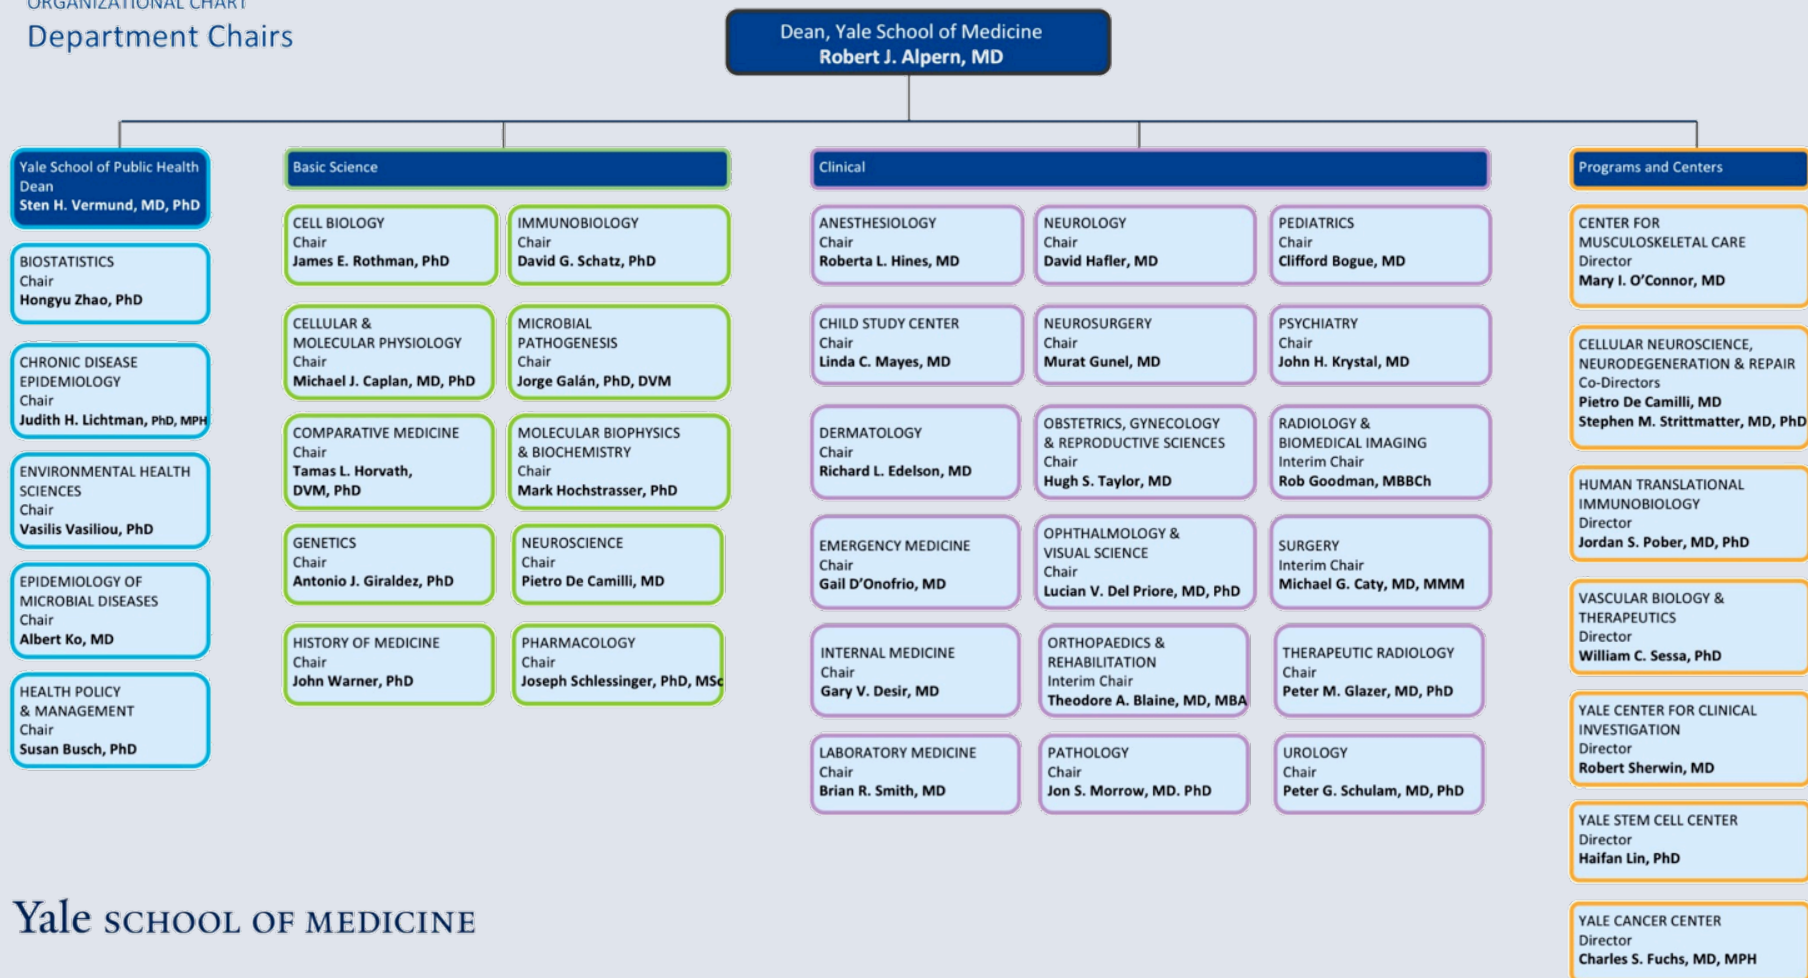 ORGANIZATIONAL CHART
Department Chairs
Dean, Yale School of Medicine
Robert J. Alpern, MD
Yale School of Public Health
Dean
Sten H. Vermund, MD, PhD
BIOSTATISTICS
Chair
Hongyu Zhao, PhD
CHRONIC DISEASE
EPIDEMIOLOGY
Chair
Judith H. Lichtman, PhD, MPH
ENVIRONMENTAL HEALTH
SCIENCES
Chair
Vasilis Vasiliou, PhD
EPIDEMIOLOGY OF
MICROBIAL DISEASES
Chair
Albert Ko, MD
HEALTH POLICY
& MANAGEMENT
Chair
Susan Busch, PhD
Basic Science
CELL BIOLOGY
Chair
James E. Rothman, PhD
CELLULAR &
MOLECULAR PHYSIOLOGY
Chair
Michael J. Caplan, MD, PhD
COMPARATIVE MEDICINE
Chair
Tamas L. Horvath,
DVM, PhD
GENETICS
Chair
Antonio J. Giraldez, PhD
HISTORY OF MEDICINE
Chair
John Warner, PhD
IMMUNOBIOLOGY
Chair
David G. Schatz, PhD
MICROBIAL
PATHOGENESIS
Chair
Jorge Galán, PhD, DVM
MOLECULAR BIOPHYSICS
& BIOCHEMISTRY
Chair
Mark Hochstrasser, PhD
NEUROSCIENCE
Chair
Pietro De Camilli, MD
PHARMACOLOGY
Chair
Joseph Schlessinger, PhD, MSc
Clinical
ANESTHESIOLOGY
Chair
Roberta L. Hines, MD
CHILD STUDY CENTER
Chair
Linda C. Mayes, MD
DERMATOLOGY
Chair
Richard L. Edelson, MD
EMERGENCY MEDICINE
Chair
Gail D’Onofrio, MD
INTERNAL MEDICINE
Chair
Gary V. Desir, MD
LABORATORY MEDICINE
Chair
Brian R. Smith, MD
NEUROLOGY
Chair
David Hafler, MD
NEUROSURGERY
Chair
Murat Gunel, MD
OBSTETRICS, GYNECOLOGY
& REPRODUCTIVE SCIENCES
Chair
Hugh S. Taylor, MD
OPHTHALMOLOGY &
VISUAL SCIENCE
Chair
Lucian V. Del Priore, MD, PhD
ORTHOPAEDICS &
REHABILITATION
Interim Chair
Theodore A. Blaine, MD, MBA
PATHOLOGY
Chair
Jon S. Morrow, MD. PhD
PEDIATRICS
Chair
Clifford Bogue, MD
PSYCHIATRY
Chair
John H. Krystal, MD
RADIOLOGY &
BIOMEDICAL IMAGING
Interim Chair
Rob Goodman, MBBCh
SURGERY
Interim Chair
Michael G. Caty, MD, MMM
THERAPEUTIC RADIOLOGY
Chair
Peter M. Glazer, MD, PhD
UROLOGY
Chair
Peter G. Schulam, MD, PhD
Programs and Centers
CENTER FOR
MUSCULOSKELETAL CARE
Director
Mary I. O’Connor, MD
CELLULAR NEUROSCIENCE,
NEURODEGENERATION & REPAIR
Co-Directors
Pietro De Camilli, MD
Stephen M. Strittmatter, MD, PhD
HUMAN TRANSLATIONAL
IMMUNOBIOLOGY
Director
Jordan S. Pober, MD, PhD
VASCULAR BIOLOGY &
THERAPEUTICS
Director
William C. Sessa, PhD
YALE CENTER FOR CLINICAL
INVESTIGATION
Director
Robert Sherwin, MD
YALE STEM CELL CENTER
Director
Haifan Lin, PhD
YALE CANCER CENTER
Director
Charles S. Fuchs, MD, MPH
Yale SCHOOL OF MEDICINE